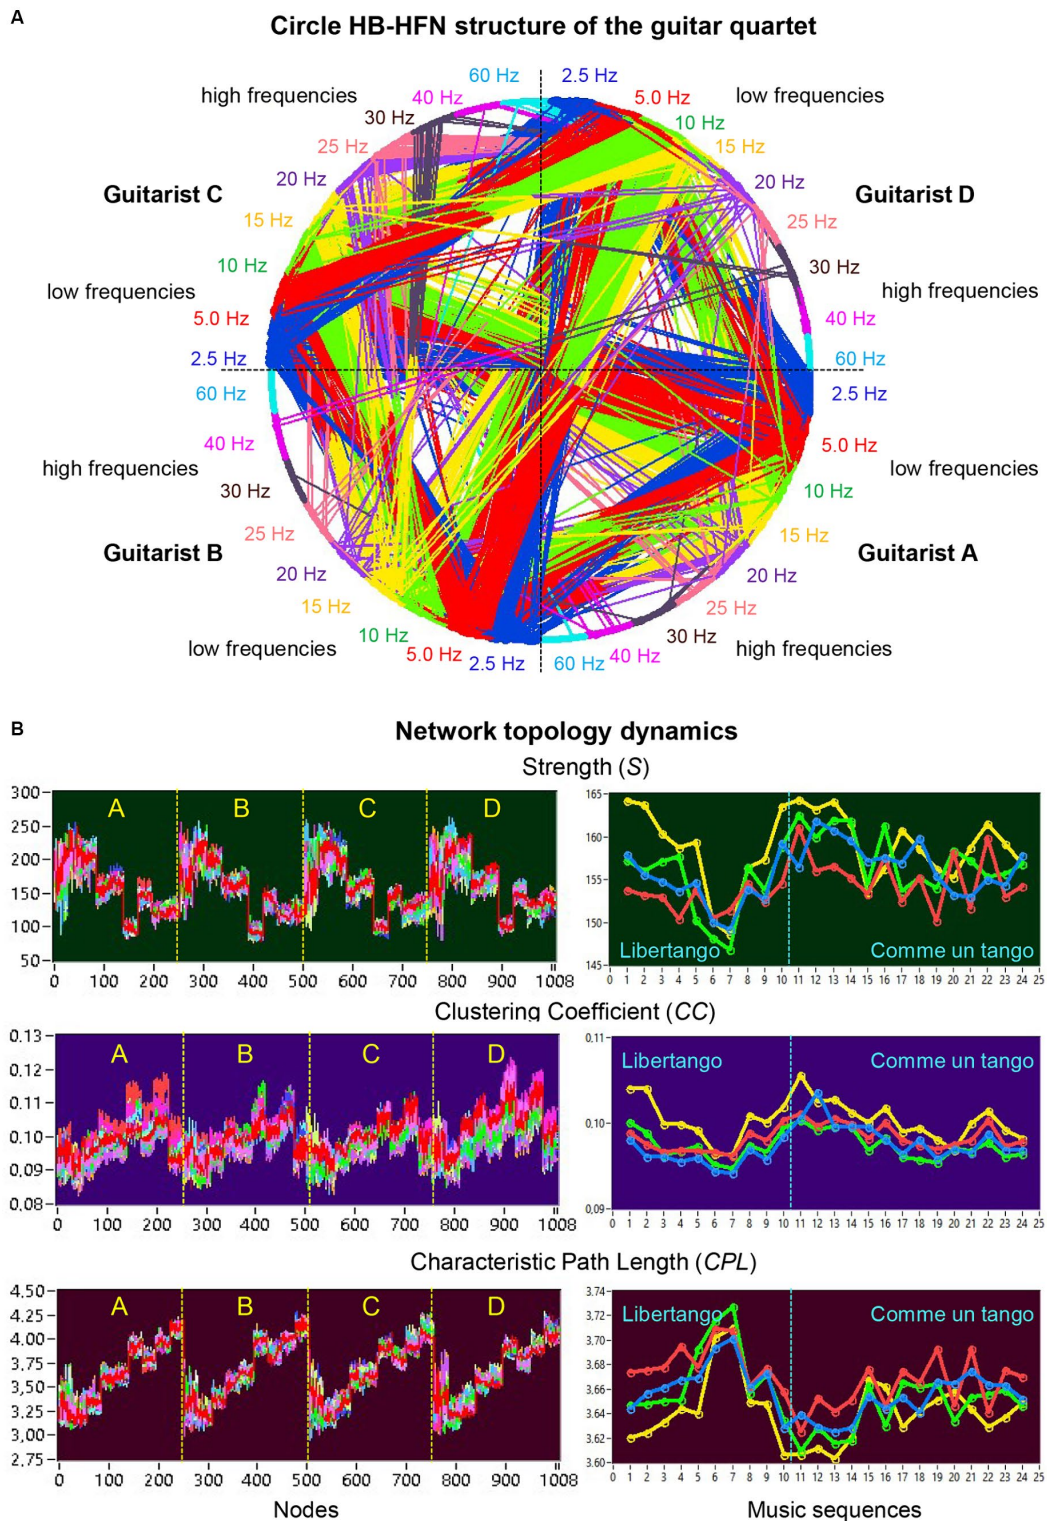 A
Circle HB-HFN structure of the guitar quartet
60 Hz
2.5 Hz
high frequencies
40 Hz
5.0 Hz
low frequencies
30 Hz
10 Hz
25 Hz
15 Hz
20 Hz
20 Hz
Guitarist C
Guitarist D
15 Hz
25 Hz
10 Hz
30 Hz
low frequencies
high frequencies
5.0 Hz
40 Hz
2.5 Hz
60 Hz
60 Hz
2.5 Hz
40 Hz
5.0 Hz
high frequencies
low frequencies
30 Hz
10 Hz
25 Hz
15 Hz
Guitarist B
Guitarist A
20 Hz
20 Hz
15 Hz
25 Hz
10 Hz
30 Hz
low frequencies
high frequencies
5.0 Hz
40 Hz
2.5 Hz
60 Hz
B
Network topology dynamics
Strength (S)
300
250
200
150
100
50
A B C D
0 100 200 300 400 500 600 700 800 900 1008
165
160
155
150
145
Libertango
Comme un tango
0 1 2 3 4 5 6 7 8 9 10 11 12 13 14 15 16 17 18 19 20 21 22 23 24 25
Clustering Coefficient (CC)
0.13
0.12
0.11
0.10
0.09
0.08
A B C D
0 100 200 300 400 500 600 700 800 900 1008
0.11
0.10
0.09
Libertango
Comme un tango
0 1 2 3 4 5 6 7 8 9 10 11 12 13 14 15 16 17 18 19 20 21 22 23 24 25
Characteristic Path Length (CPL)
4.50
4.25
4.00
3.75
3.50
3.25
3.00
2.75
A B C D
0 100 200 300 400 500 600 700 800 900 1008
Nodes
3.74
3.70
3.68
3.66
3.64
3.62
3.60
Libertango
Comme un tango
0 1 2 3 4 5 6 7 8 9 10 11 12 13 14 15 16 17 18 19 20 21 22 23 24 25
Music sequences